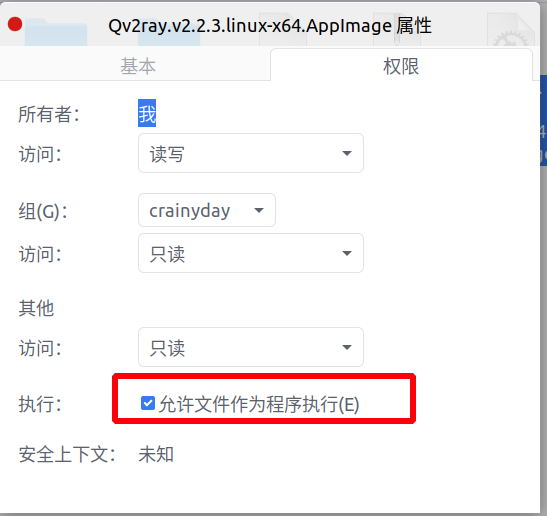 Qv2ray.v2.2.3.linux-x64.AppImage 属性
基本 权限
所有者： 我
访问： 读写
组(G)： crainyday
访问： 只读
其他
访问： 只读
执行： 允许文件作为程序执行(E)
安全上下文： 未知